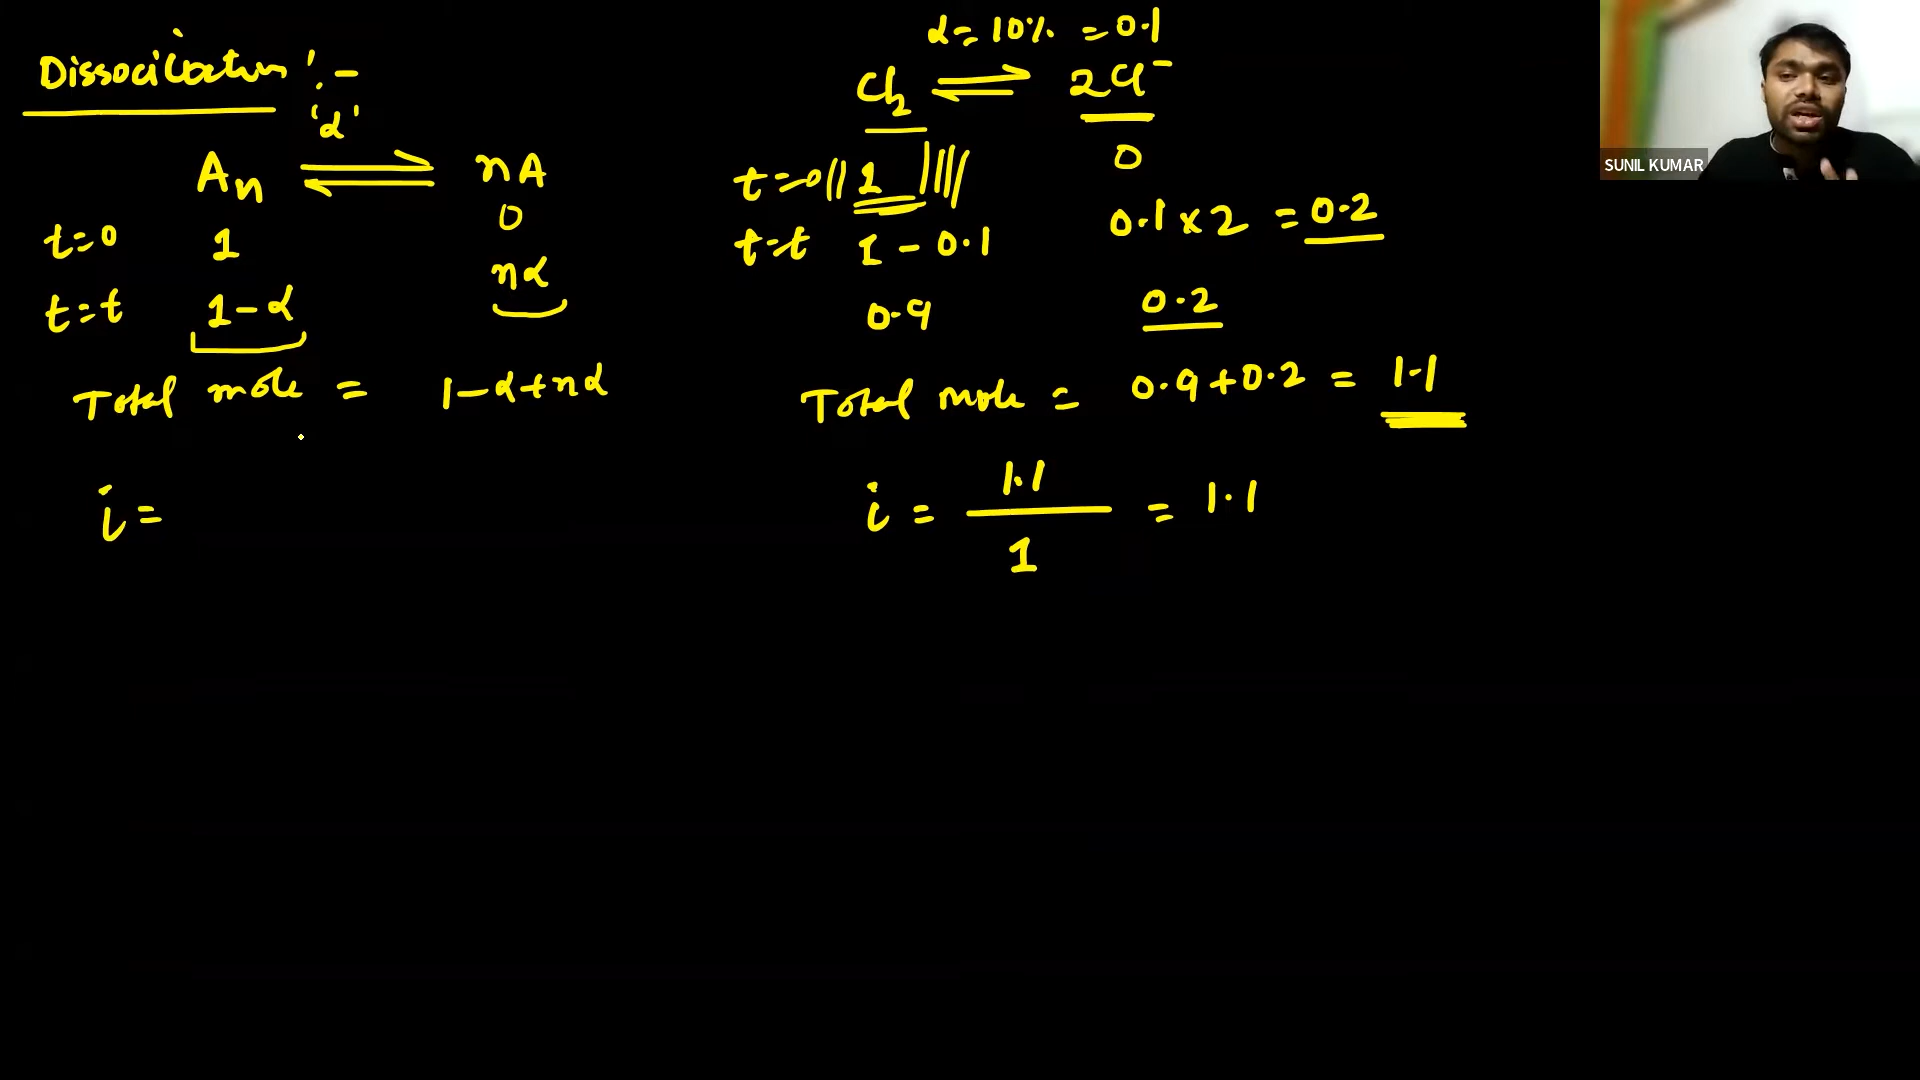 Dissociation :-
'α'
Aₙ ⇌ nA
t=0 1 0
t=t 1-α nα
Total mole = 1-α+nα
i =
α = 10% = 0.1
Cl₂ ⇌ 2Cl⁻
t=0 1 0
t=t 1-0.1 0.1×2 = 0.2
0.9 0.2
Total mole = 0.9+0.2 = 1.1
i = 1.1/1 = 1.1
SUNIL KUMAR